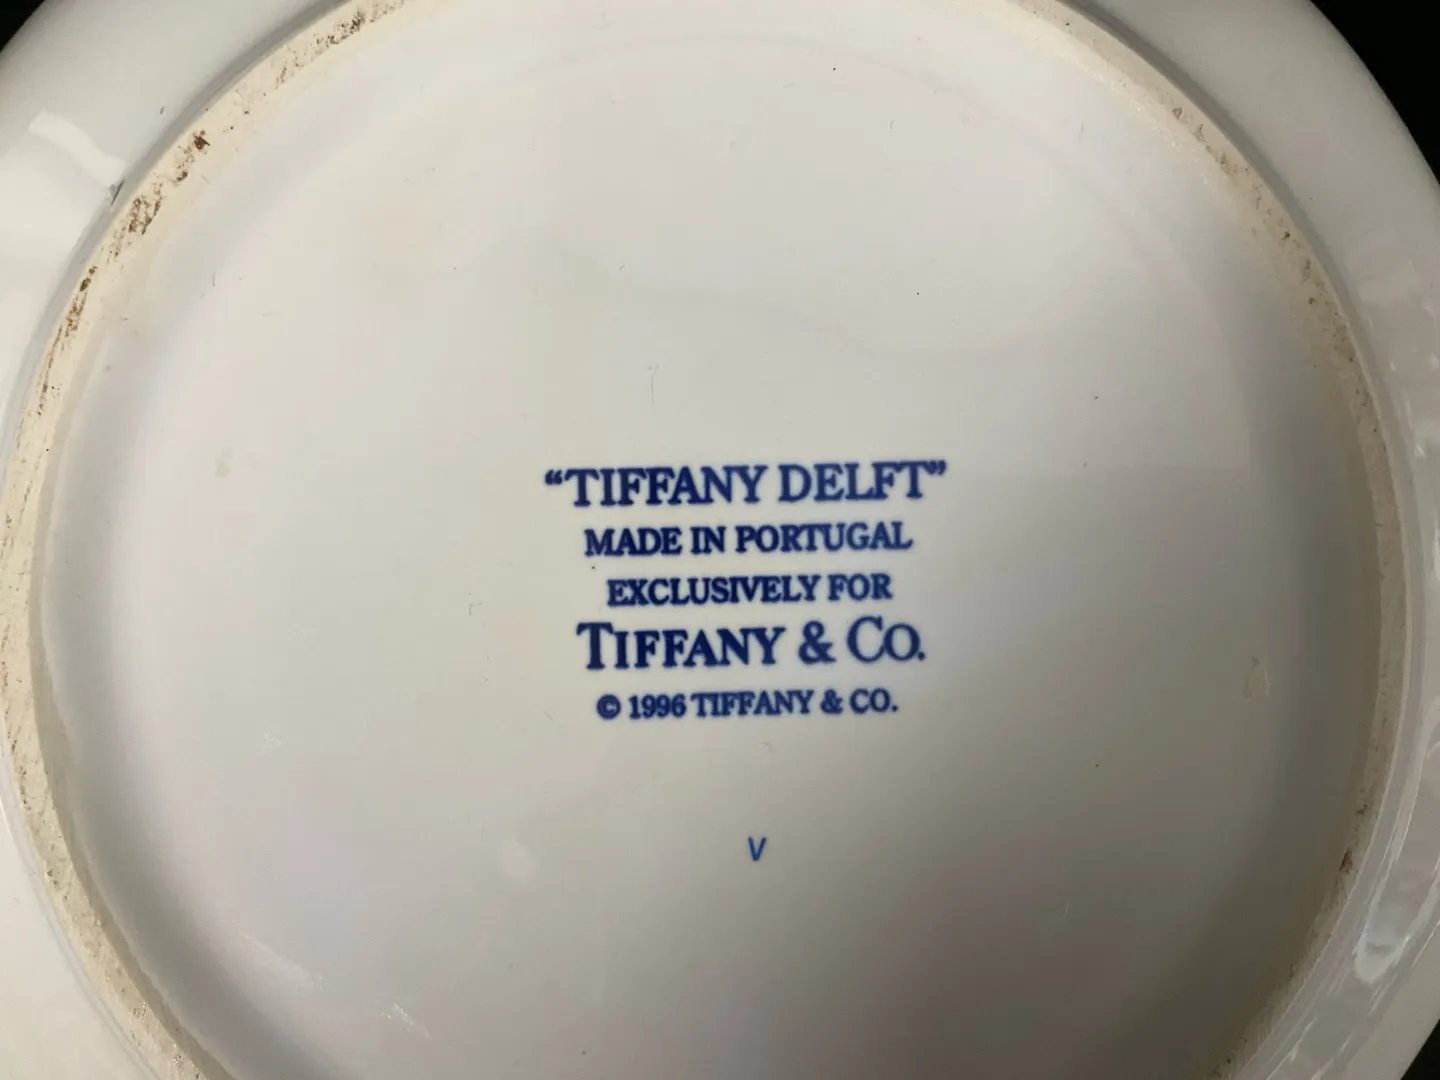 “TIFFANY DELFT”
MADE IN PORTUGAL
EXCLUSIVELY FOR
TIFFANY & CO.
© 1996 TIFFANY & CO.
V